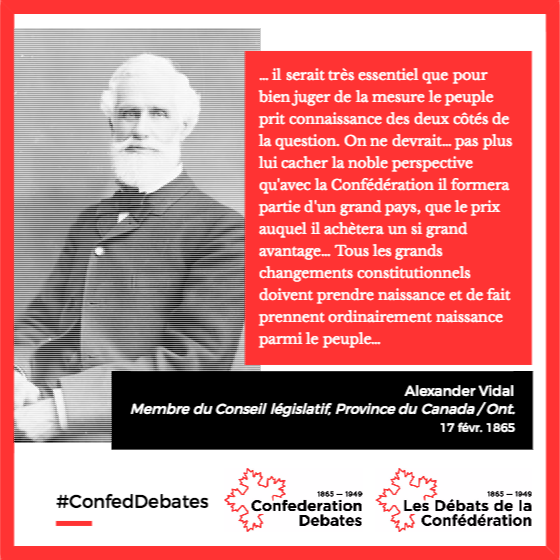 ... il serait très essentiel que pour
bien juger de la mesure le peuple
prit connaissance des deux côtés de
la question. On ne devrait... pas plus
lui cacher la noble perspective
qu'avec la Confédération il formera
partie d'un grand pays, que le prix
auquel il achètera un si grand
avantage... Tous les grands
changements constitutionnels
doivent prendre naissance et de fait
prennent ordinairement naissance
parmi le peuple...
Alexander Vidal
Membre du Conseil législatif, Province du Canada / Ont.
17 févr. 1865
#ConfedDebates
1865 — 1949
Confederation
Debates
1865 — 1949
Les Débats de la
Confédération